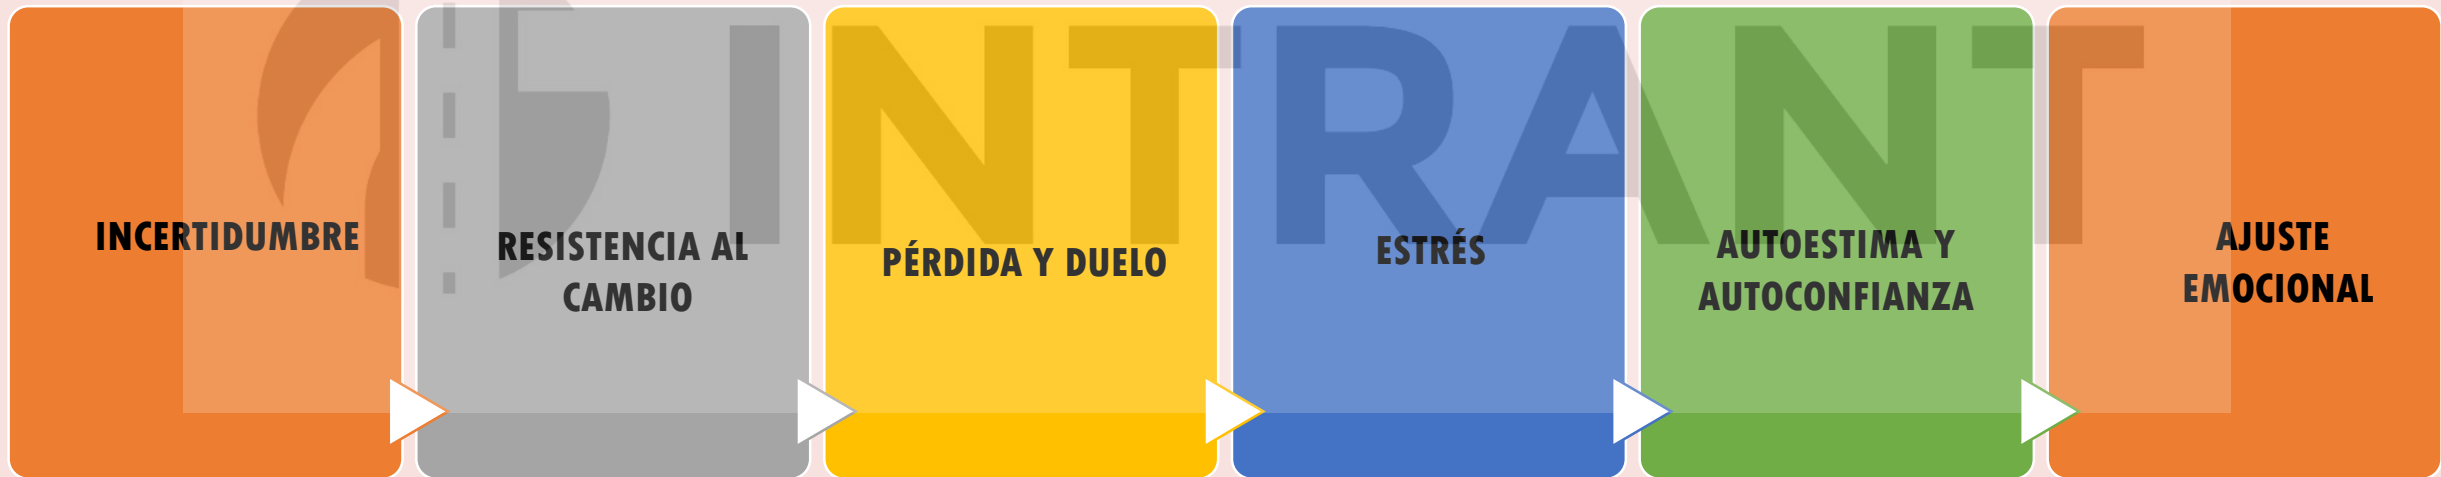 INTRANT
INCERTIDUMBRE
RESISTENCIA AL
CAMBIO
PÉRDIDA Y DUELO
ESTRÉS
AUTOESTIMA Y
AUTOCONFIANZA
AJUSTE
EMOCIONAL